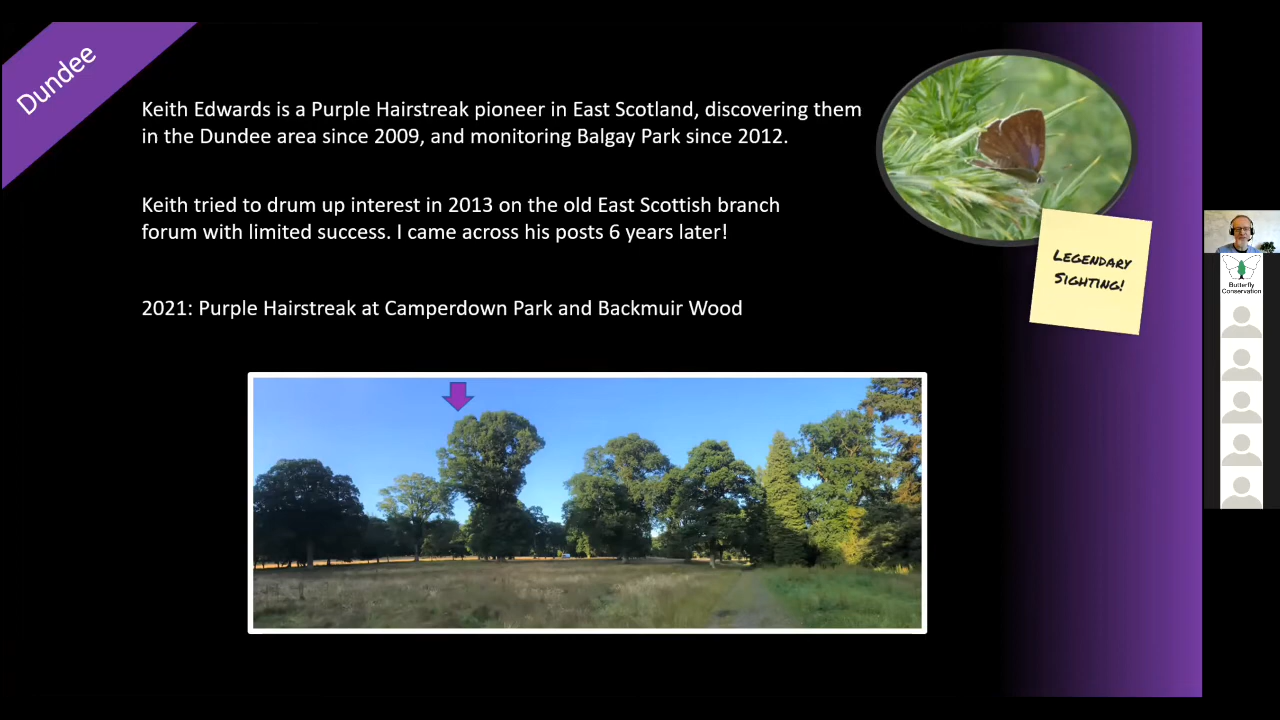 Dundee
Keith Edwards is a Purple Hairstreak pioneer in East Scotland, discovering them
in the Dundee area since 2009, and monitoring Balgay Park since 2012.
Keith tried to drum up interest in 2013 on the old East Scottish branch
forum with limited success. I came across his posts 6 years later!
2021: Purple Hairstreak at Camperdown Park and Backmuir Wood
Legendary
Sighting!
Butterfly
Conservation